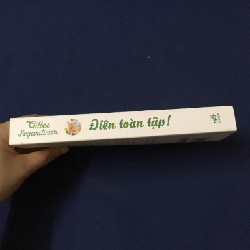 Gilles
Legardinier
Điên toàn tập!